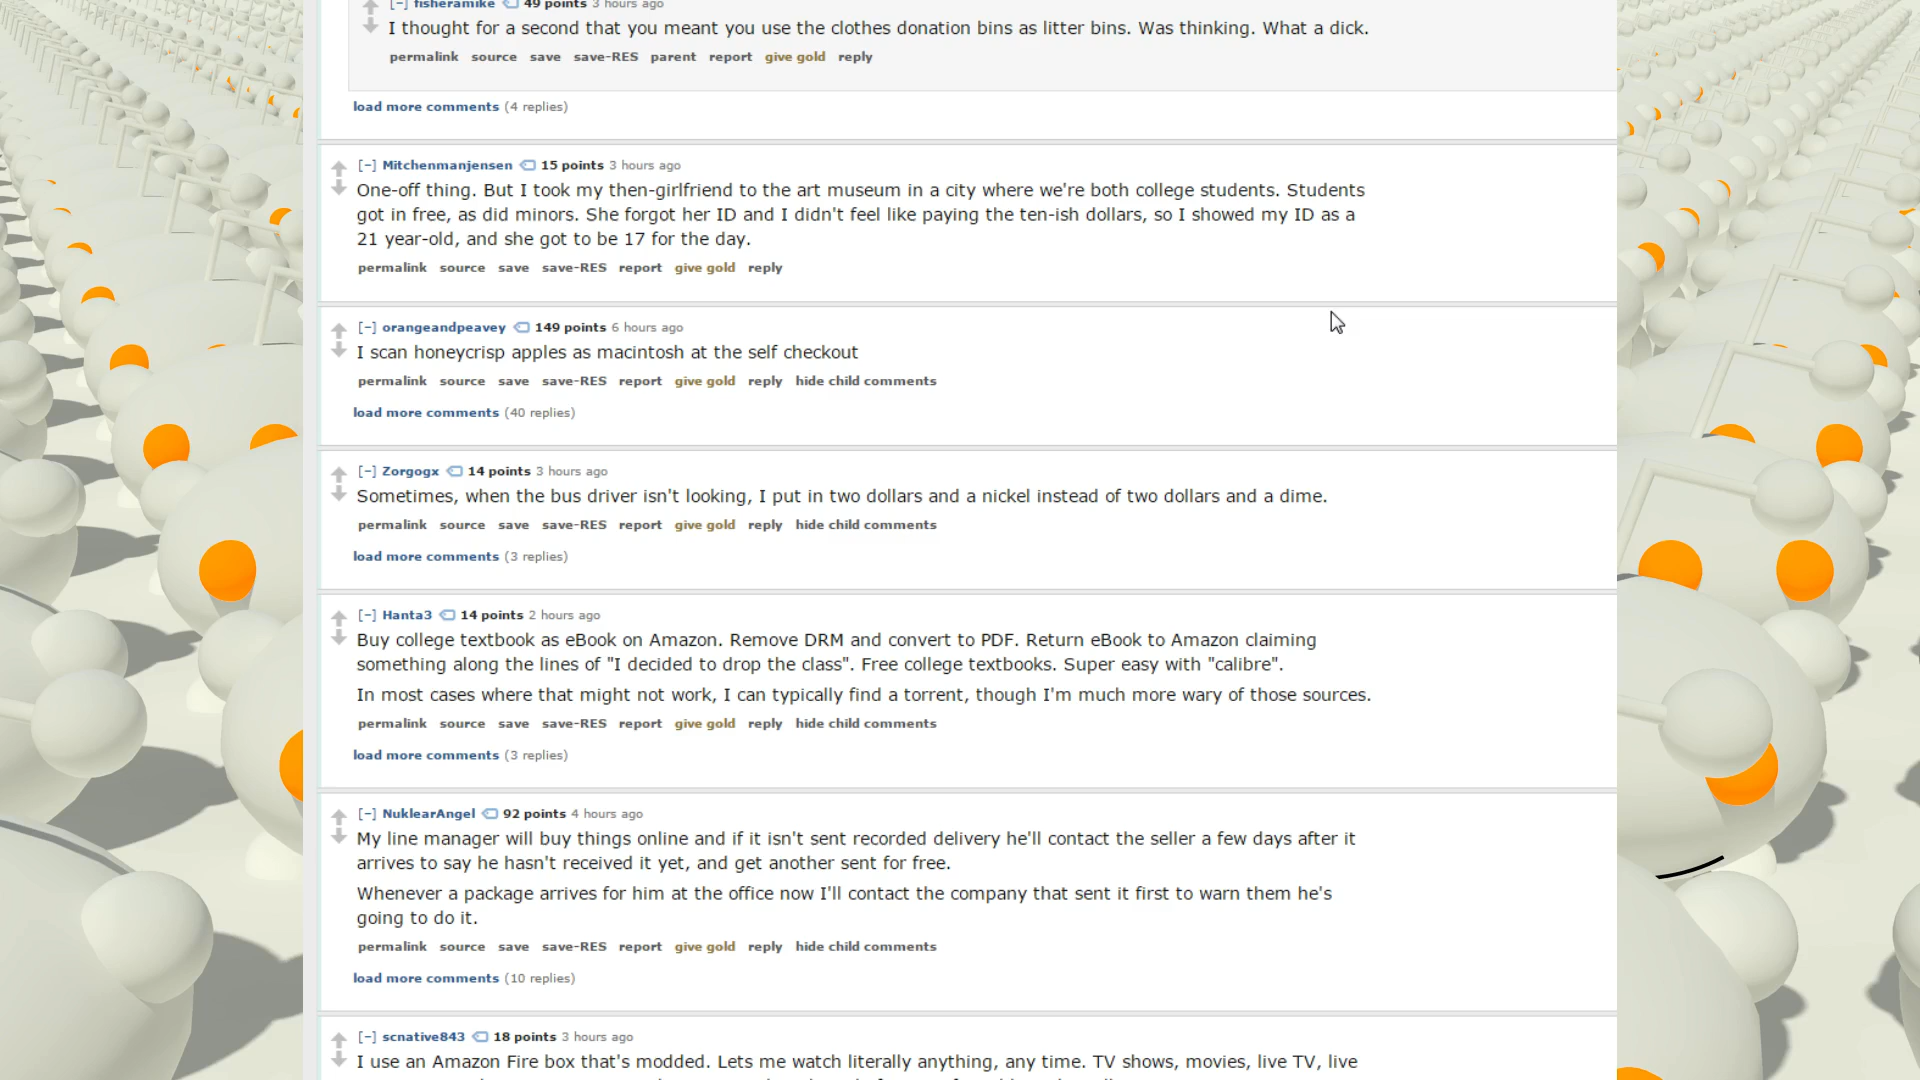 [-] fisheramike 49 points 3 hours ago
I thought for a second that you meant you use the clothes donation bins as litter bins. Was thinking. What a dick.
permalink source save save-RES parent report give gold reply
load more comments (4 replies)
[-] Mitchenmanjensen 15 points 3 hours ago
One-off thing. But I took my then-girlfriend to the art museum in a city where we're both college students. Students
got in free, as did minors. She forgot her ID and I didn't feel like paying the ten-ish dollars, so I showed my ID as a
21 year-old, and she got to be 17 for the day.
permalink source save save-RES report give gold reply
[-] orangeandpeavey 149 points 6 hours ago
I scan honeycrisp apples as macintosh at the self checkout
permalink source save save-RES report give gold reply hide child comments
load more comments (40 replies)
[-] Zorgogx 14 points 3 hours ago
Sometimes, when the bus driver isn't looking, I put in two dollars and a nickel instead of two dollars and a dime.
permalink source save save-RES report give gold reply hide child comments
load more comments (3 replies)
[-] Hanta3 14 points 2 hours ago
Buy college textbook as eBook on Amazon. Remove DRM and convert to PDF. Return eBook to Amazon claiming
something along the lines of "I decided to drop the class". Free college textbooks. Super easy with "calibre".
In most cases where that might not work, I can typically find a torrent, though I'm much more wary of those sources.
permalink source save save-RES report give gold reply hide child comments
load more comments (3 replies)
[-] NuklearAngel 92 points 4 hours ago
My line manager will buy things online and if it isn't sent recorded delivery he'll contact the seller a few days after it
arrives to say he hasn't received it yet, and get another sent for free.
Whenever a package arrives for him at the office now I'll contact the company that sent it first to warn them he's
going to do it.
permalink source save save-RES report give gold reply hide child comments
load more comments (10 replies)
[-] scnative843 18 points 3 hours ago
I use an Amazon Fire box that's modded. Lets me watch literally anything, any time. TV shows, movies, live TV, live